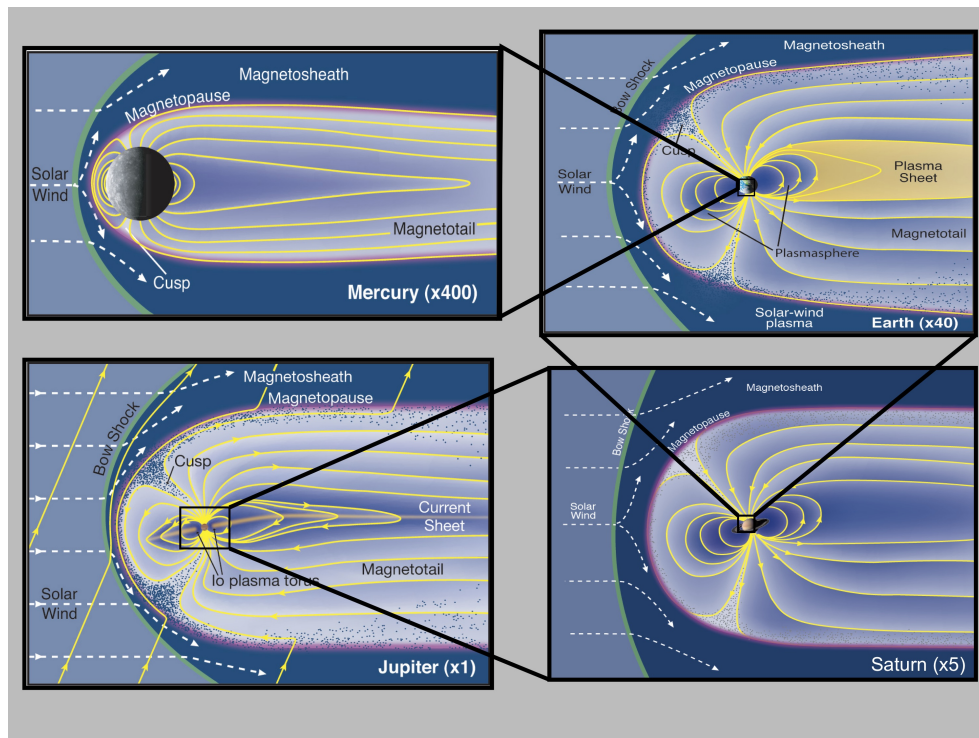 Magnetosheath
Magnetopause
Solar
Wind
Magnetotail
Cusp
Mercury (x400)
Magnetosheath
Bow Shock
Magnetopause
Cusp
Solar
Wind
Plasma
Sheet
Magnetotail
Plasmasphere
Solar-wind
plasma
Earth (x40)
Magnetosheath
Magnetopause
Bow Shock
Cusp
Current
Sheet
Io plasma torus
Magnetotail
Solar
Wind
Jupiter (x1)
Magnetosheath
Bow Shock
Magnetopause
Solar
Wind
Saturn (x5)